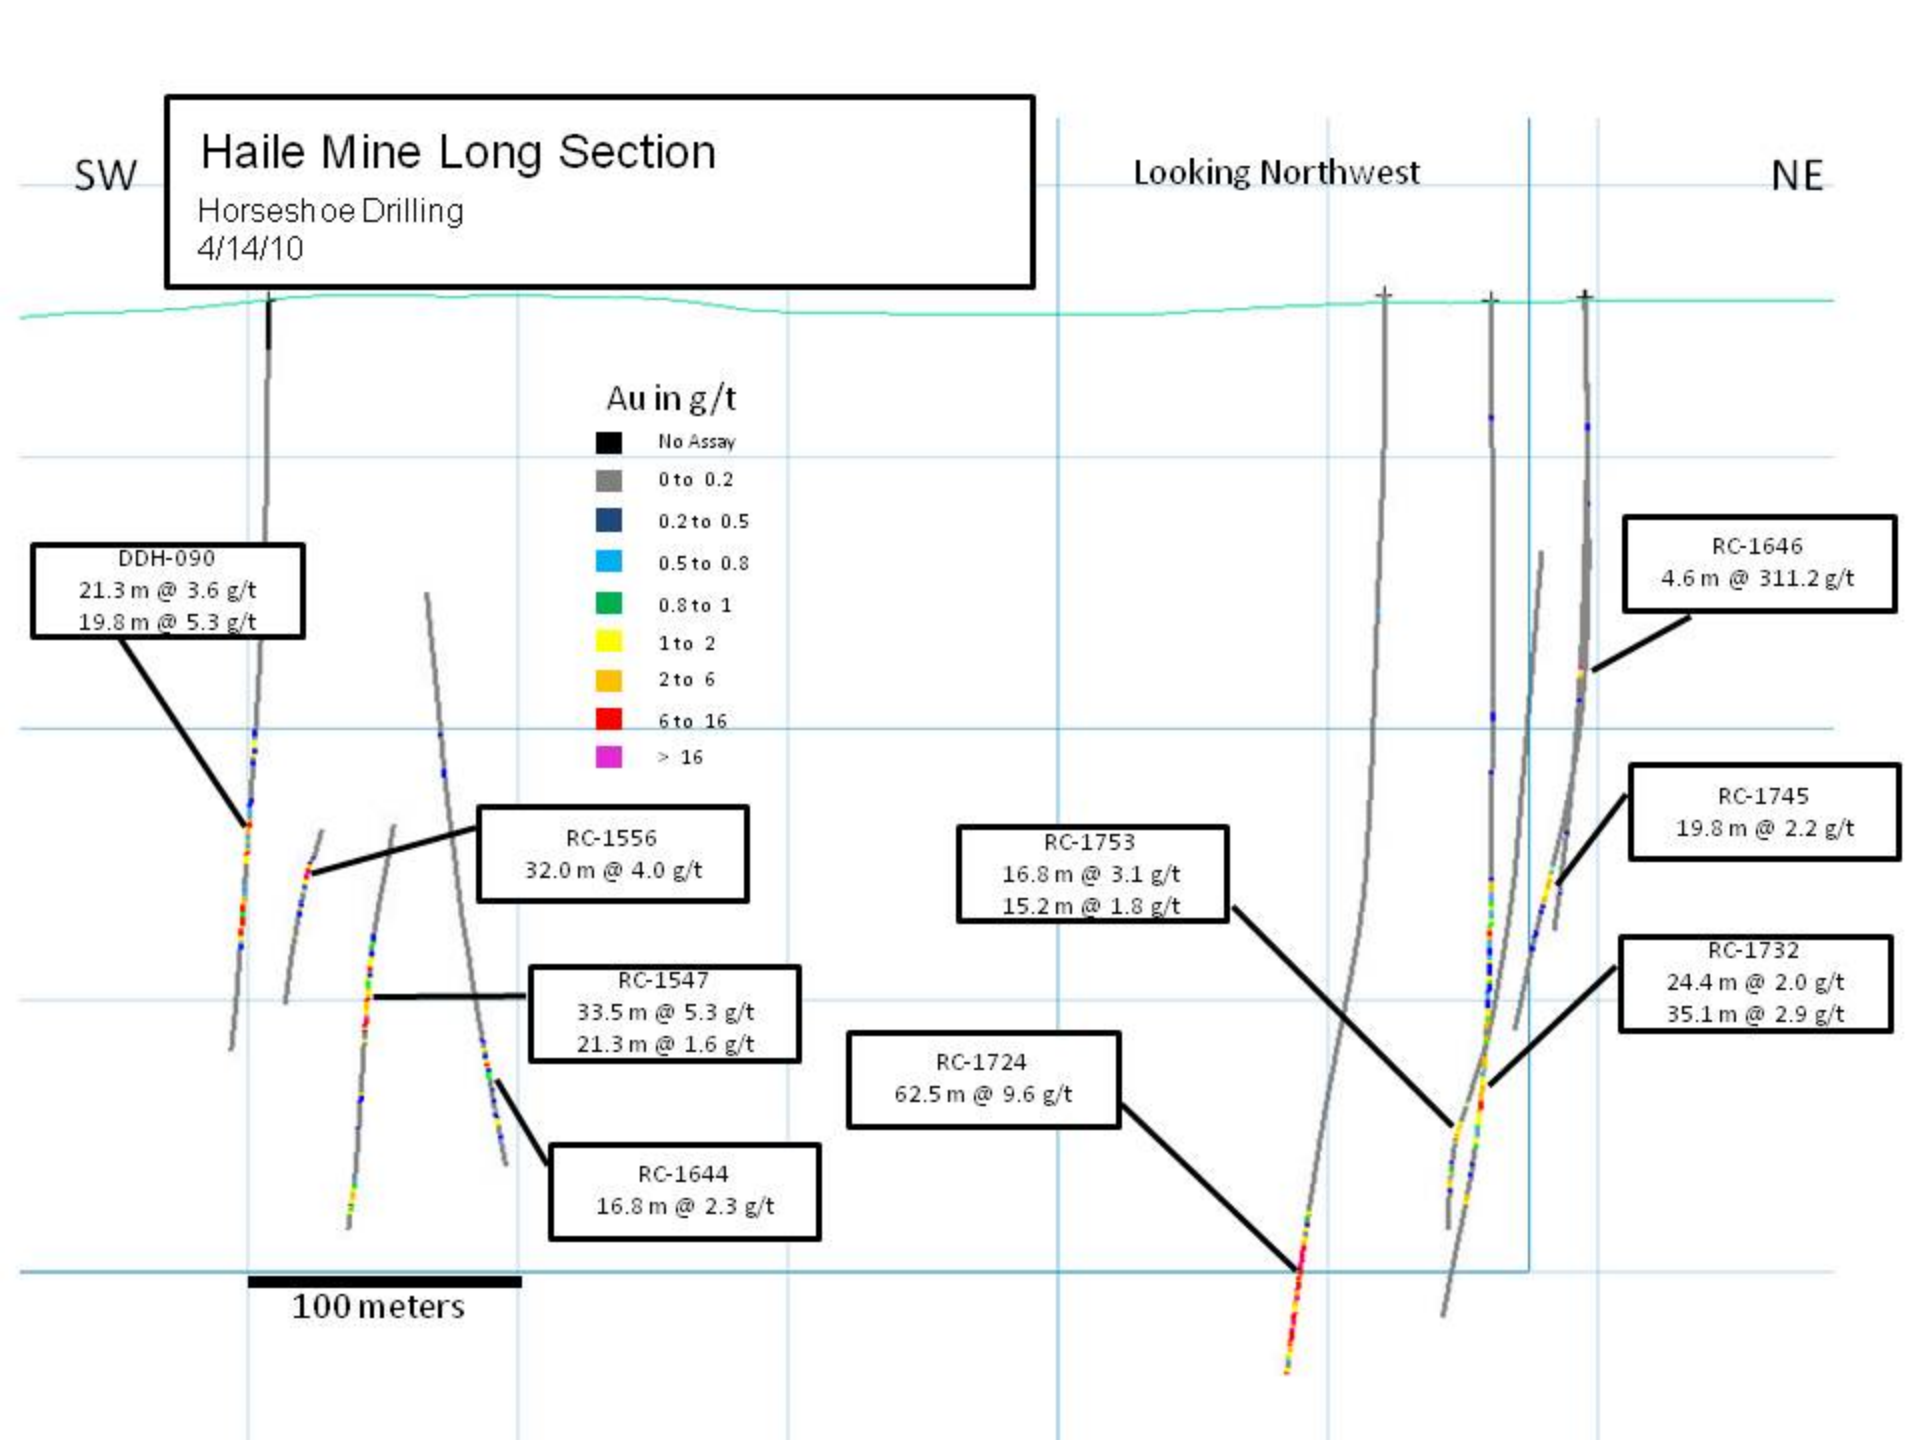 Haile Mine Long Section
Horseshoe Drilling
4/14/10
SW
Looking Northwest
NE
Au in g/t
No Assay
0 to 0.2
0.2 to 0.5
0.5 to 0.8
0.8 to 1
1 to 2
2 to 6
6 to 16
> 16
DDH-090
21.3 m @ 3.6 g/t
19.8 m @ 5.3 g/t
RC-1556
32.0 m @ 4.0 g/t
RC-1547
33.5 m @ 5.3 g/t
21.3 m @ 1.6 g/t
RC-1644
16.8 m @ 2.3 g/t
RC-1753
16.8 m @ 3.1 g/t
15.2 m @ 1.8 g/t
RC-1724
62.5 m @ 9.6 g/t
RC-1646
4.6 m @ 311.2 g/t
RC-1745
19.8 m @ 2.2 g/t
RC-1732
24.4 m @ 2.0 g/t
35.1 m @ 2.9 g/t
100 meters